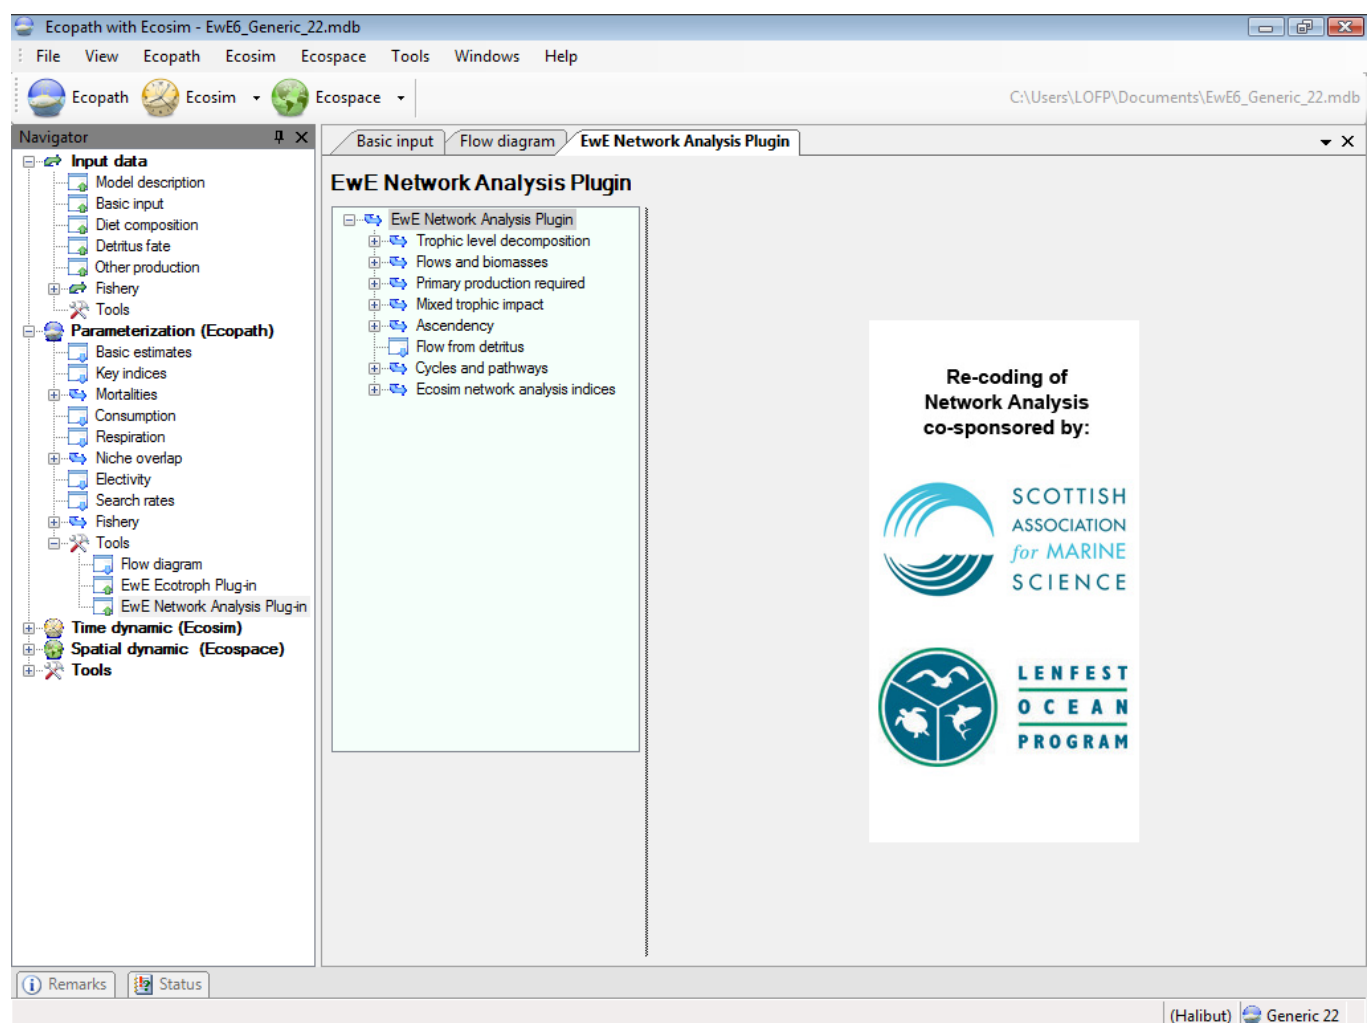 Ecopath with Ecosim - EwE6_Generic_22.mdb
File View Ecopath Ecosim Ecospace Tools Windows Help
Ecopath Ecosim Ecospace C:\Users\LOFP\Documents\EwE6_Generic_22.mdb
Navigator
Input data
Model description
Basic input
Diet composition
Detritus fate
Other production
Fishery
Tools
Parameterization (Ecopath)
Basic estimates
Key indices
Mortalities
Consumption
Respiration
Niche overlap
Electivity
Search rates
Fishery
Tools
Flow diagram
EwE Ecotroph Plug-in
EwE Network Analysis Plug-in
Time dynamic (Ecosim)
Spatial dynamic (Ecospace)
Tools
Basic input Flow diagram EwE Network Analysis Plugin
EwE Network Analysis Plugin
EwE Network Analysis Plugin
Trophic level decomposition
Flows and biomasses
Primary production required
Mixed trophic impact
Ascendency
Flow from detritus
Cycles and pathways
Ecosim network analysis indices
Re-coding of
Network Analysis
co-sponsored by:
SCOTTISH
ASSOCIATION
for MARINE
SCIENCE
LENFEST
OCEAN
PROGRAM
Remarks Status
(Halibut) Generic 22